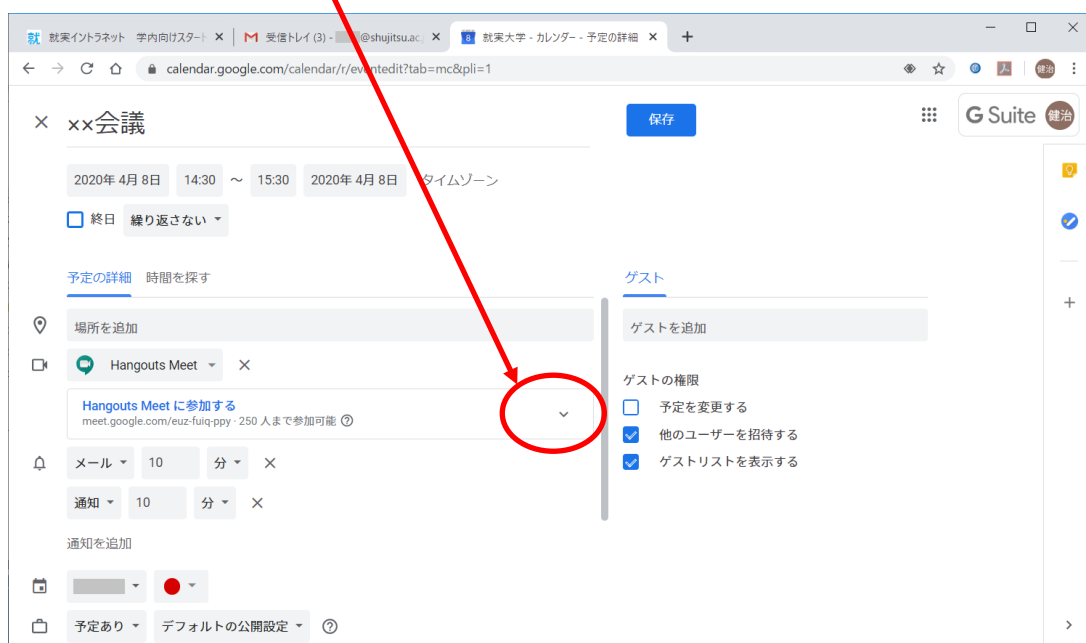 就実イントラネット 学内向けスタート
受信トレイ (3) - @shujitsu.ac.
8 就実大学 - カレンダー - 予定の詳細
calendar.google.com/calendar/r/eventedit?tab=mc&pli=1
健治
××会議
保存
G Suite 健治
2020年 4月 8日 14:30 ～ 15:30 2020年 4月 8日 タイムゾーン
終日 繰り返さない
予定の詳細 時間を探す
ゲスト
場所を追加
ゲストを追加
Hangouts Meet
ゲストの権限
Hangouts Meet に参加する
予定を変更する
meet.google.com/euz-fuiq-ppy · 250 人まで参加可能
他のユーザーを招待する
メール 10 分
ゲストリストを表示する
通知 10 分
通知を追加
予定あり デフォルトの公開設定